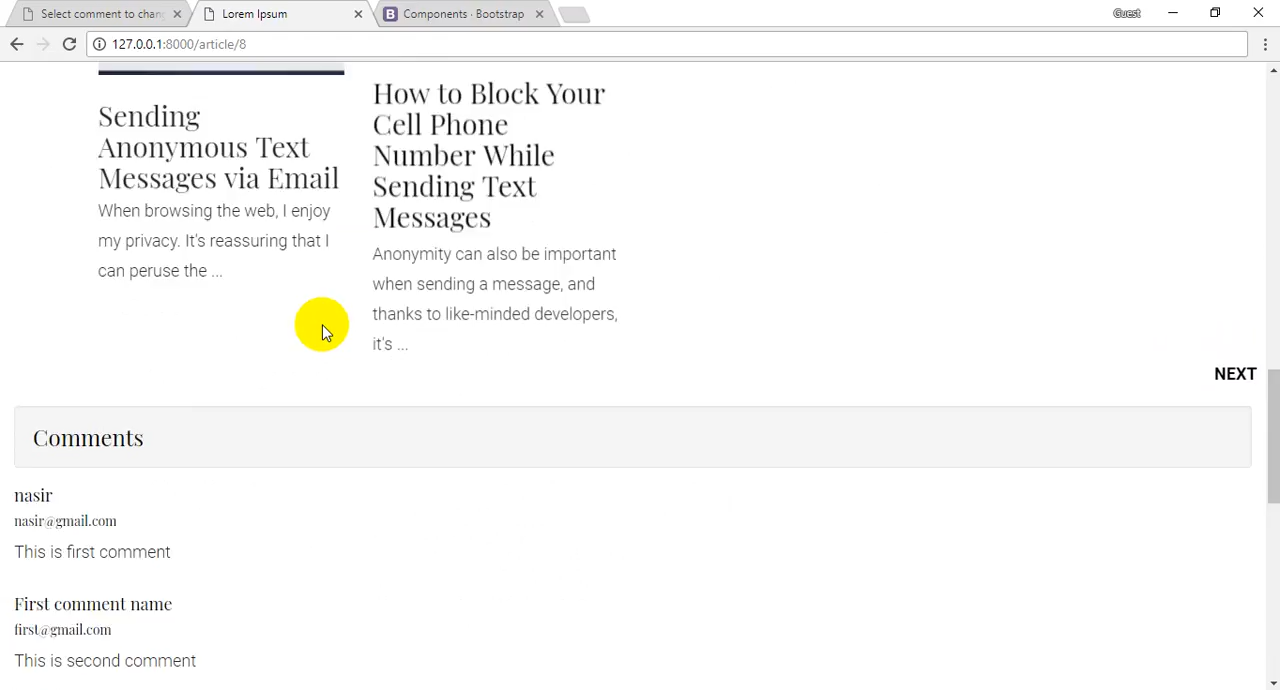 Select comment to chan
Lorem Ipsum
Components · Bootstrap
Guest
127.0.0.1:8000/article/8
Sending
Anonymous Text
Messages via Email
When browsing the web, I enjoy
my privacy. It's reassuring that I
can peruse the ...
How to Block Your
Cell Phone
Number While
Sending Text
Messages
Anonymity can also be important
when sending a message, and
thanks to like-minded developers,
it's ...
NEXT
Comments
nasir
nasir@gmail.com
This is first comment
First comment name
first@gmail.com
This is second comment